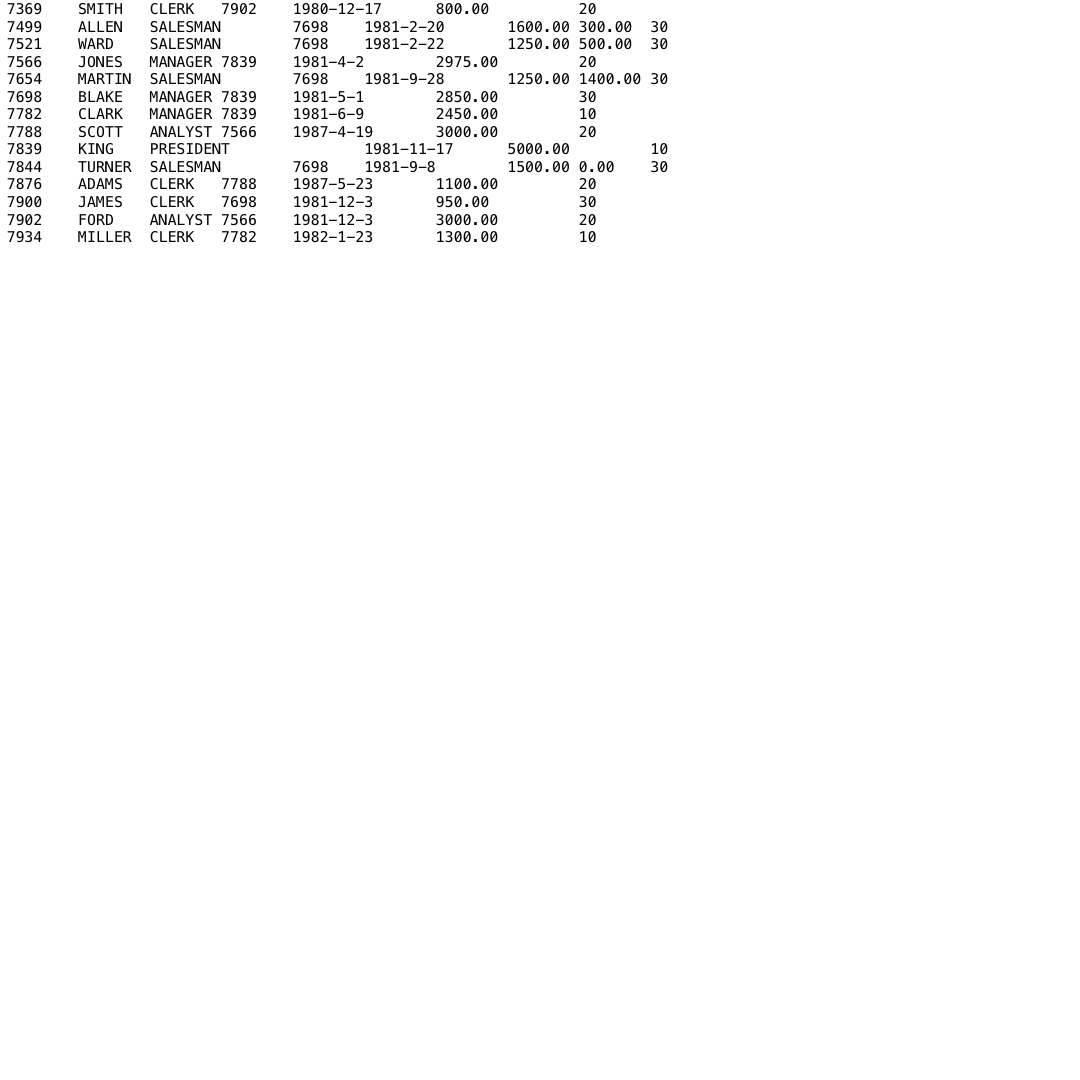 7369	SMITH	CLERK	7902	1980-12-17	800.00		20
7499	ALLEN	SALESMAN	7698	1981-2-20	1600.00	300.00	30
7521	WARD	SALESMAN	7698	1981-2-22	1250.00	500.00	30
7566	JONES	MANAGER	7839	1981-4-2	2975.00		20
7654	MARTIN	SALESMAN	7698	1981-9-28	1250.00	1400.00	30
7698	BLAKE	MANAGER	7839	1981-5-1	2850.00		30
7782	CLARK	MANAGER	7839	1981-6-9	2450.00		10
7788	SCOTT	ANALYST	7566	1987-4-19	3000.00		20
7839	KING	PRESIDENT		1981-11-17	5000.00		10
7844	TURNER	SALESMAN	7698	1981-9-8	1500.00	0.00	30
7876	ADAMS	CLERK	7788	1987-5-23	1100.00		20
7900	JAMES	CLERK	7698	1981-12-3	950.00		30
7902	FORD	ANALYST	7566	1981-12-3	3000.00		20
7934	MILLER	CLERK	7782	1982-1-23	1300.00		10